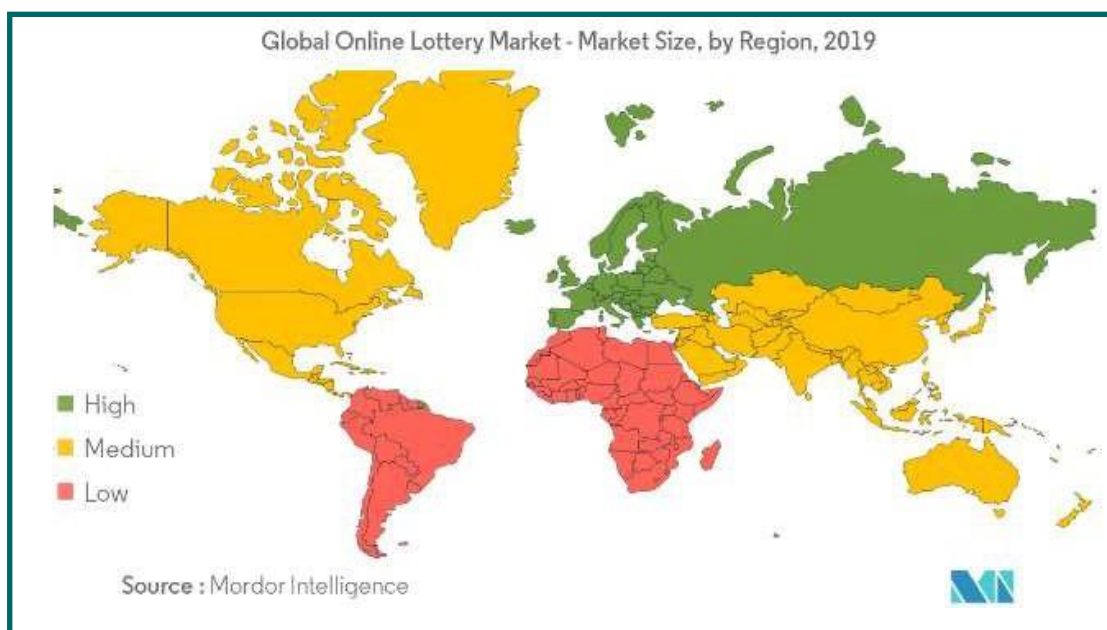 Global Online Lottery Market - Market Size, by Region, 2019
High
Medium
Low
Source : Mordor Intelligence